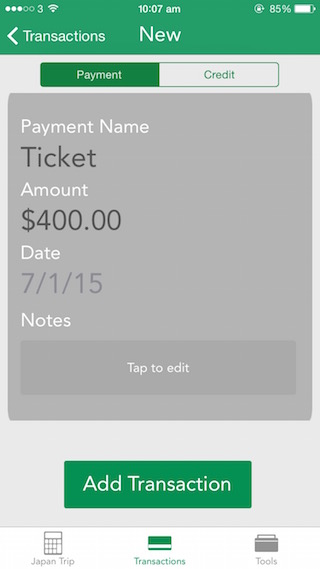 3 10:07 am 85%
Transactions New
Payment Credit
Payment Name
Ticket
Amount
$400.00
Date
7/1/15
Notes
Tap to edit
Add Transaction
Japan Trip Transactions Tools